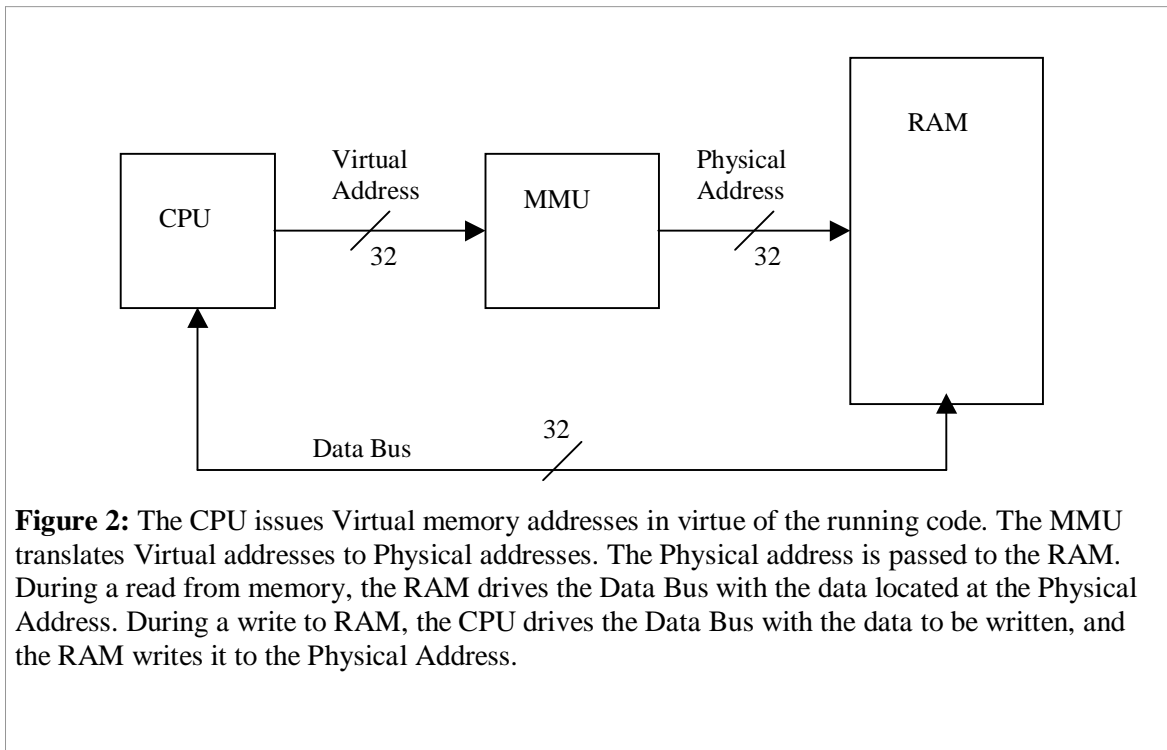 RAM
Virtual
Address
Physical
Address
CPU
MMU
32
32
32
Data Bus
Figure 2: The CPU issues Virtual memory addresses in virtue of the running code. The MMU
translates Virtual addresses to Physical addresses. The Physical address is passed to the RAM.
During a read from memory, the RAM drives the Data Bus with the data located at the Physical
Address. During a write to RAM, the CPU drives the Data Bus with the data to be written, and
the RAM writes it to the Physical Address.